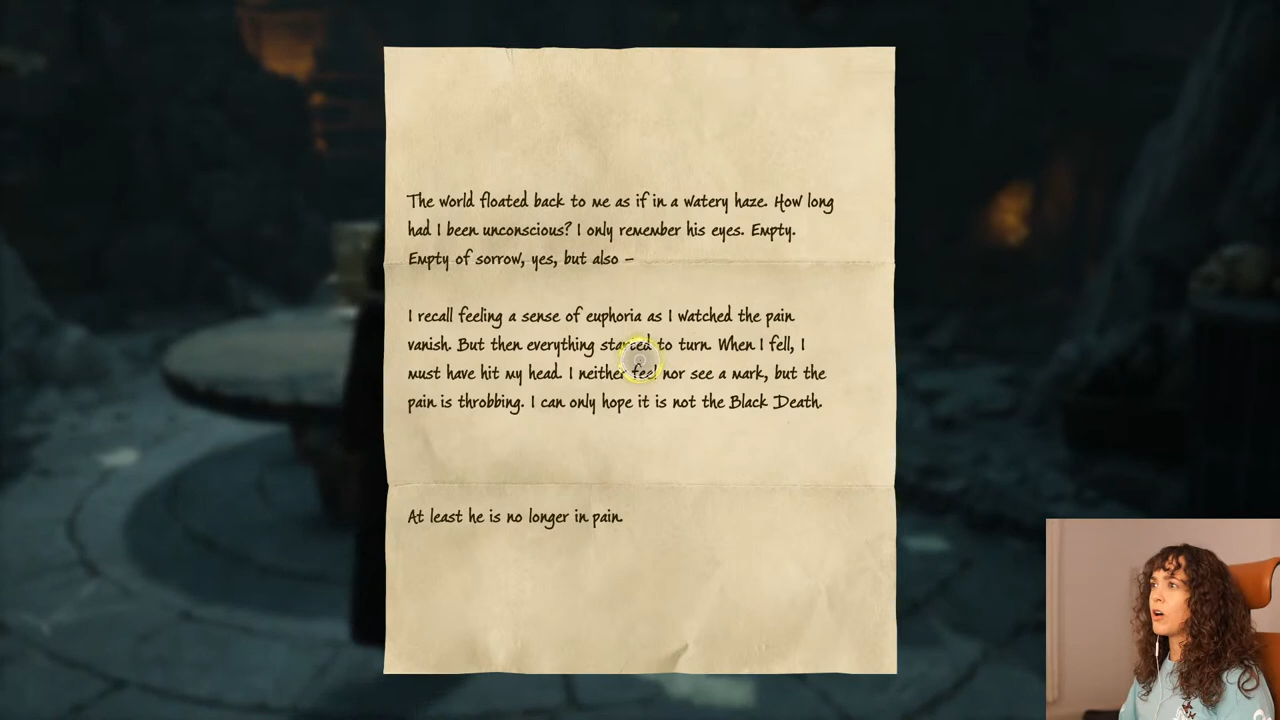 The world floated back to me as if in a watery haze. How long
had I been unconscious? I only remember his eyes. Empty.
Empty of sorrow, yes, but also –
I recall feeling a sense of euphoria as I watched the pain
vanish. But then everything started to turn. When I fell, I
must have hit my head. I neither feel nor see a mark, but the
pain is throbbing. I can only hope it is not the Black Death.
At least he is no longer in pain.